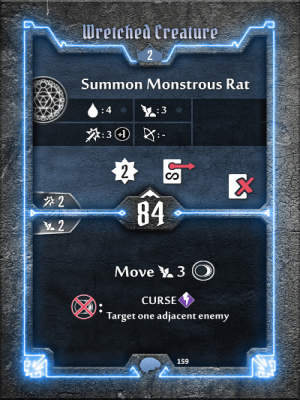 Wretched Creature
2
Summon Monstrous Rat
: 4 : 3
: 3 +1 : -
2
S
2
84
2
Move 3
:
CURSE
Target one adjacent enemy
159